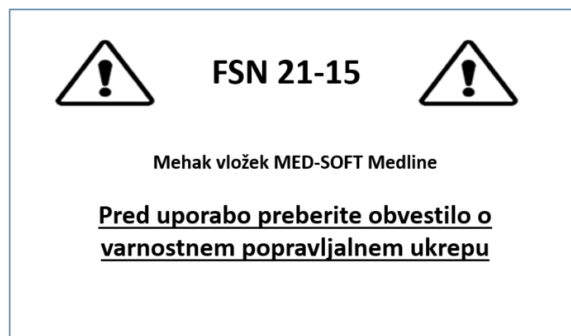 FSN 21-15
Mehak vložek MED-SOFT Medline
Pred uporabo preberite obvestilo o
varnostnem popravljalnem ukrepu